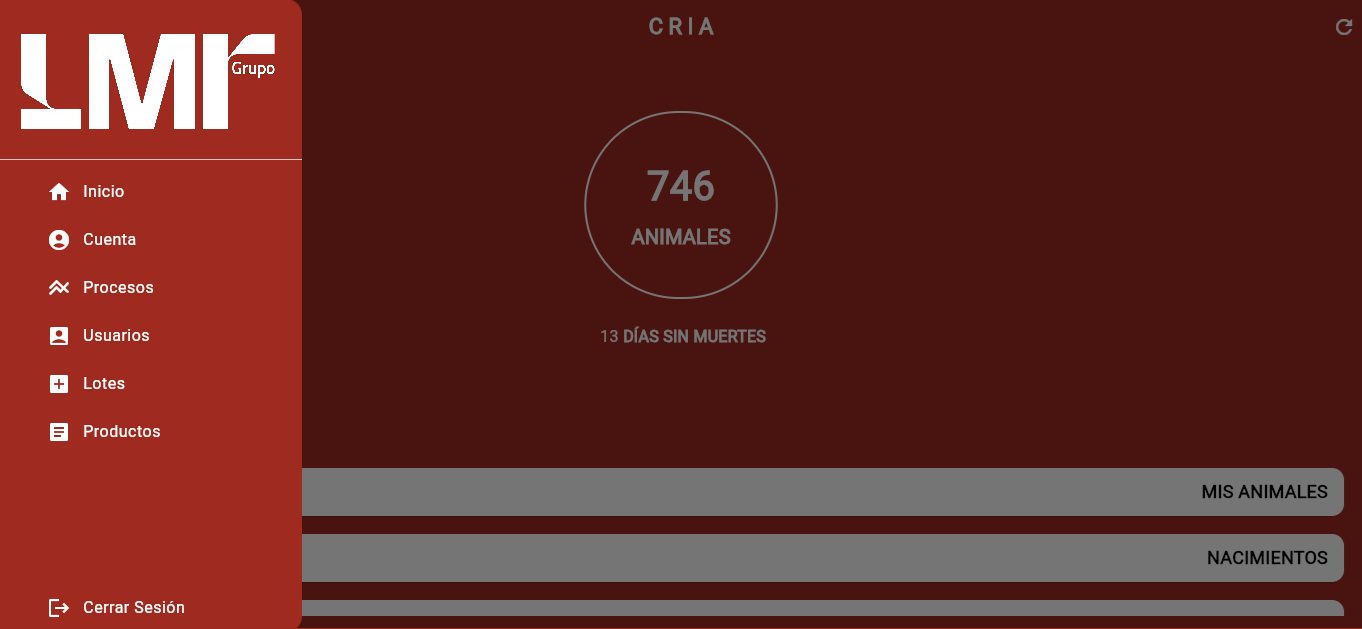 LMr
Grupo
Inicio
Cuenta
Procesos
Usuarios
Lotes
Productos
Cerrar Sesión
CRIA
746
ANIMALES
13 DÍAS SIN MUERTES
MIS ANIMALES
NACIMIENTOS